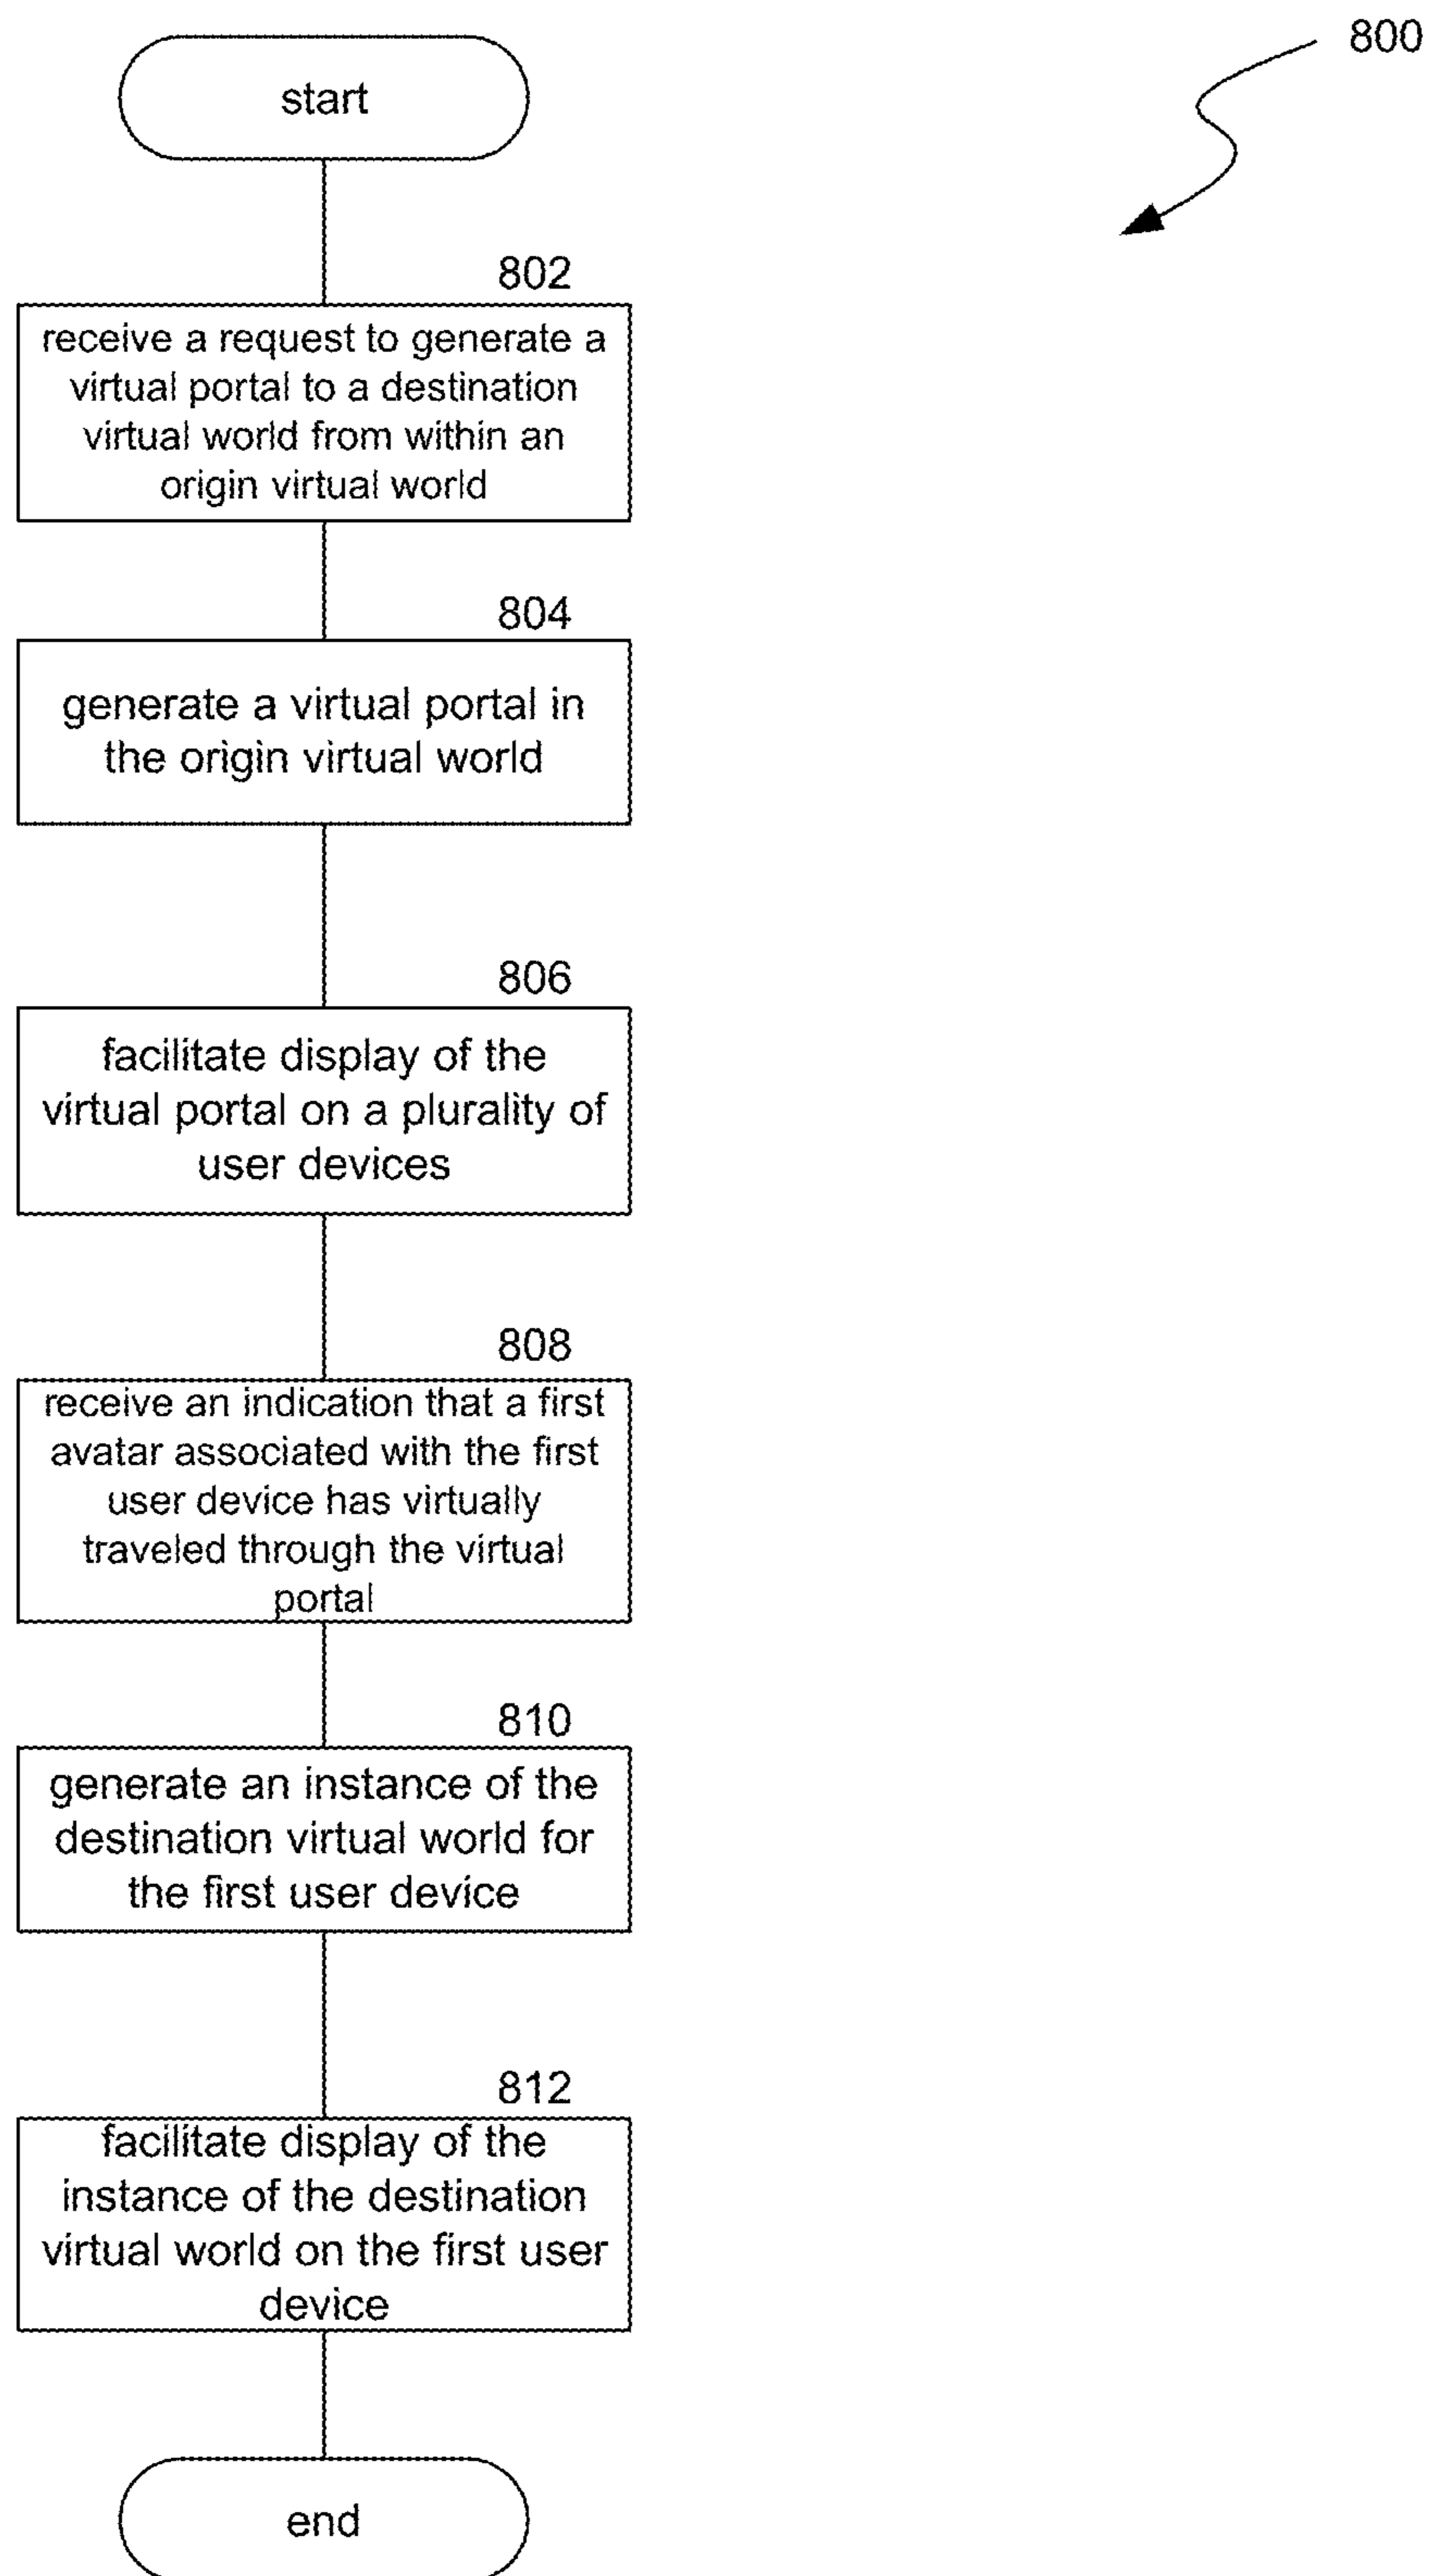 800
start
802
receive a request to generate a
virtual portal to a destination
virtual world from within an
origin virtual world
804
generate a virtual portal in
the origin virtual world
806
facilitate display of the
virtual portal on a plurality of
user devices
808
receive an indication that a first
avatar associated with the first
user device has virtually
traveled through the virtual
portal
810
generate an instance of the
destination virtual world for
the first user device
812
facilitate display of the
instance of the destination
virtual world on the first user
device
end